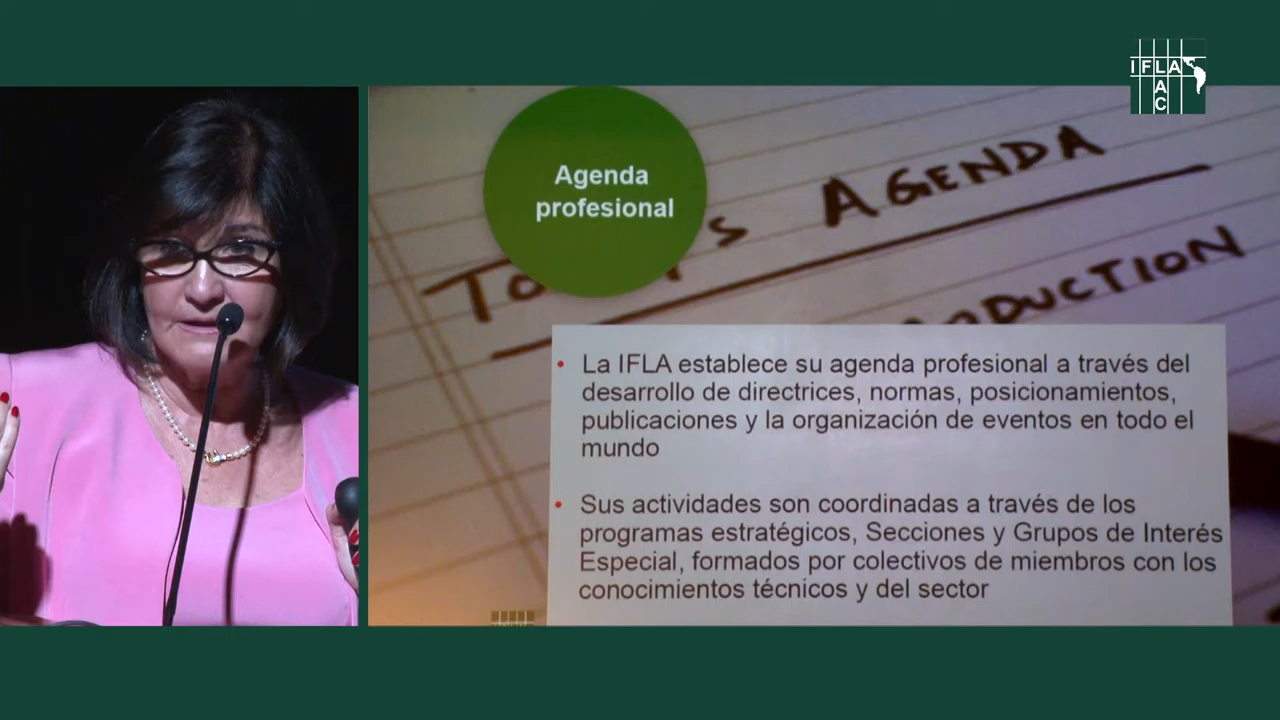 IFLA
LAC
Agenda
profesional
AGENDA
La IFLA establece su agenda profesional a través del
desarrollo de directrices, normas, posicionamientos,
publicaciones y la organización de eventos en todo el
mundo
Sus actividades son coordinadas a través de los
programas estratégicos, Secciones y Grupos de Interés
Especial, formados por colectivos de miembros con los
conocimientos técnicos y del sector